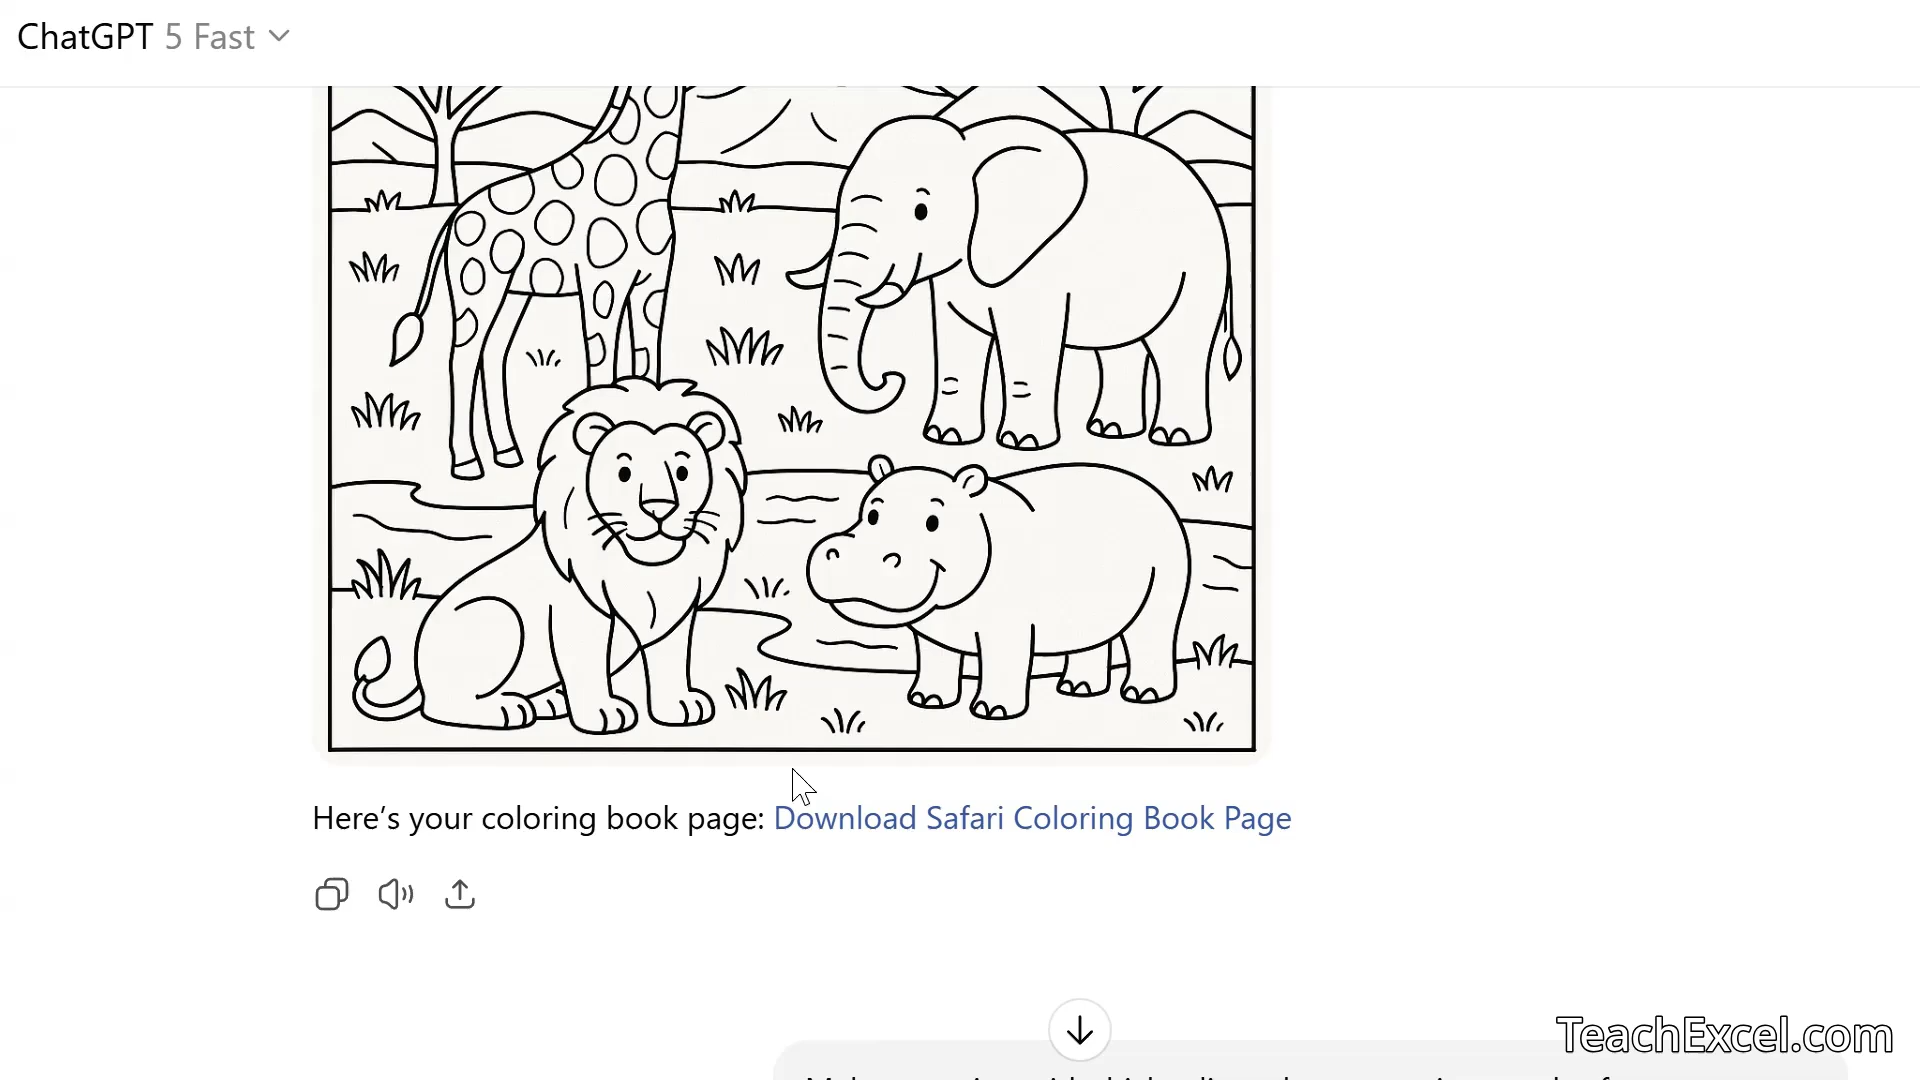 ChatGPT 5 Fast
Here’s your coloring book page: Download Safari Coloring Book Page
TeachExcel.com